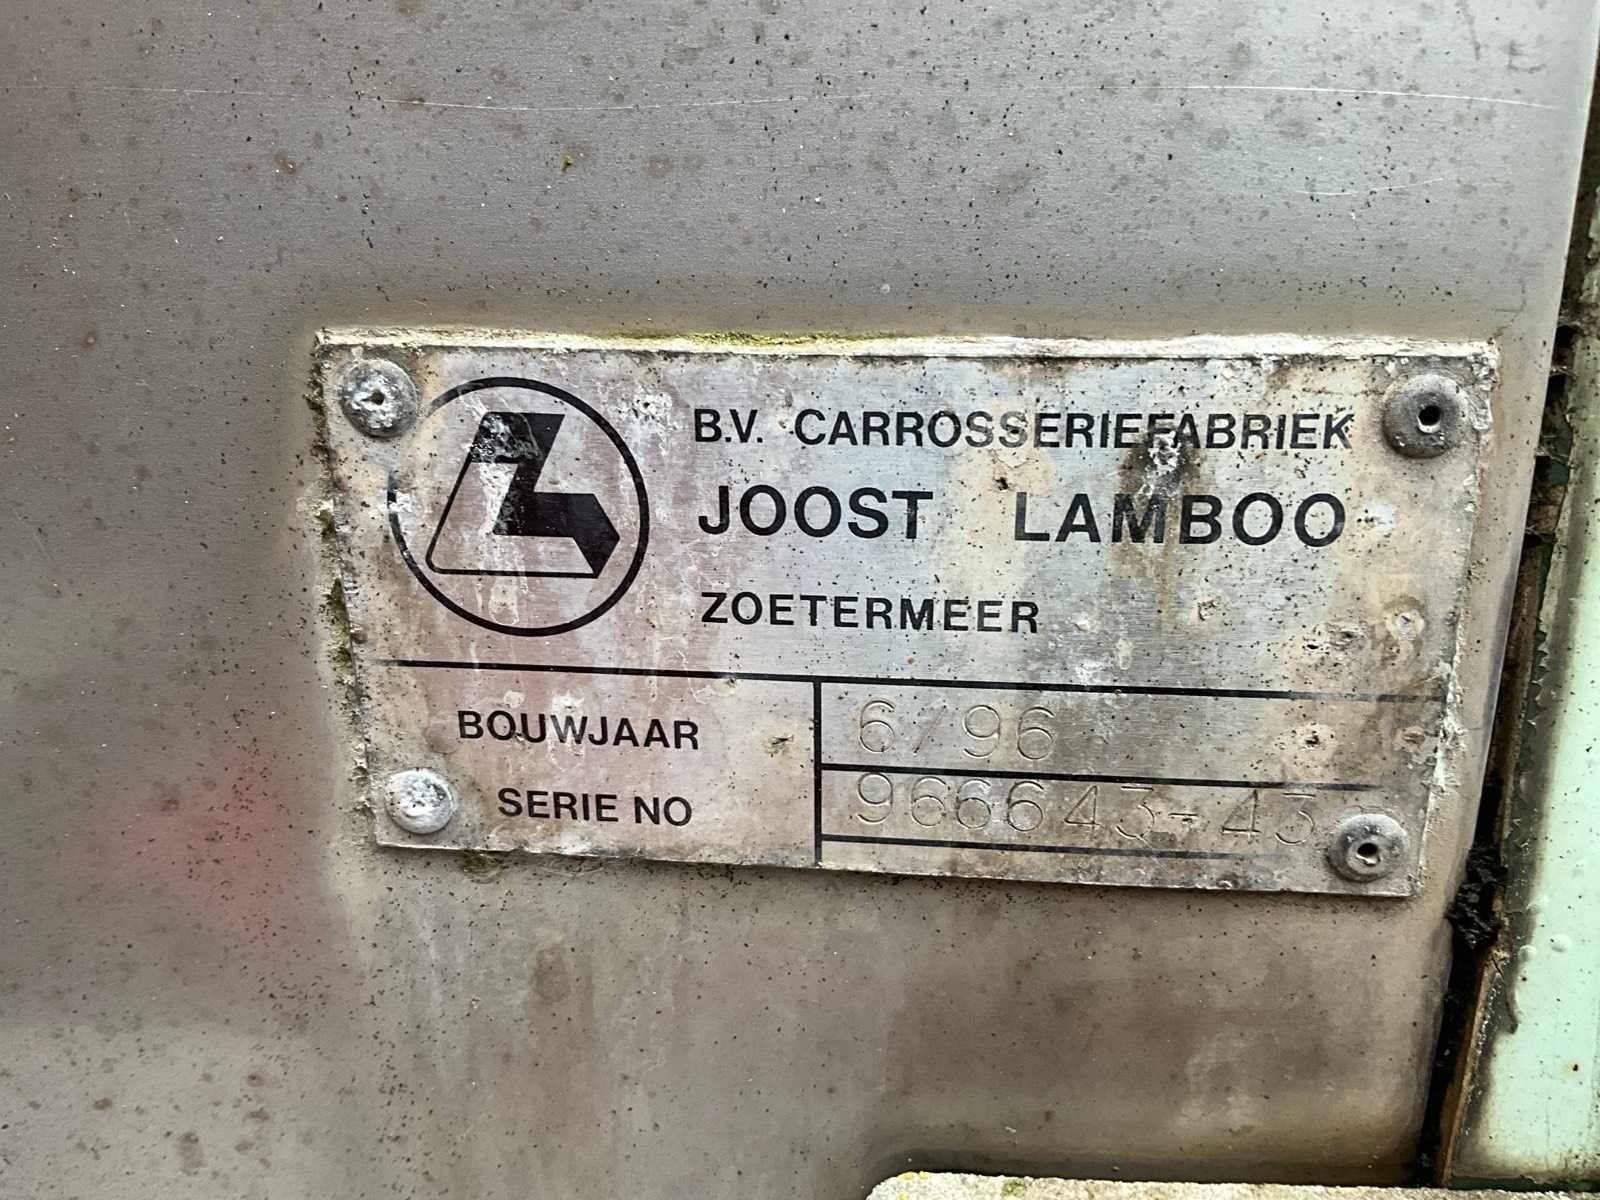 B.V. CARROSSERIEFABRIEK
JOOST LAMBOO
ZOETERMEER
BOUWJAAR 6/96
SERIE NO 966643-43